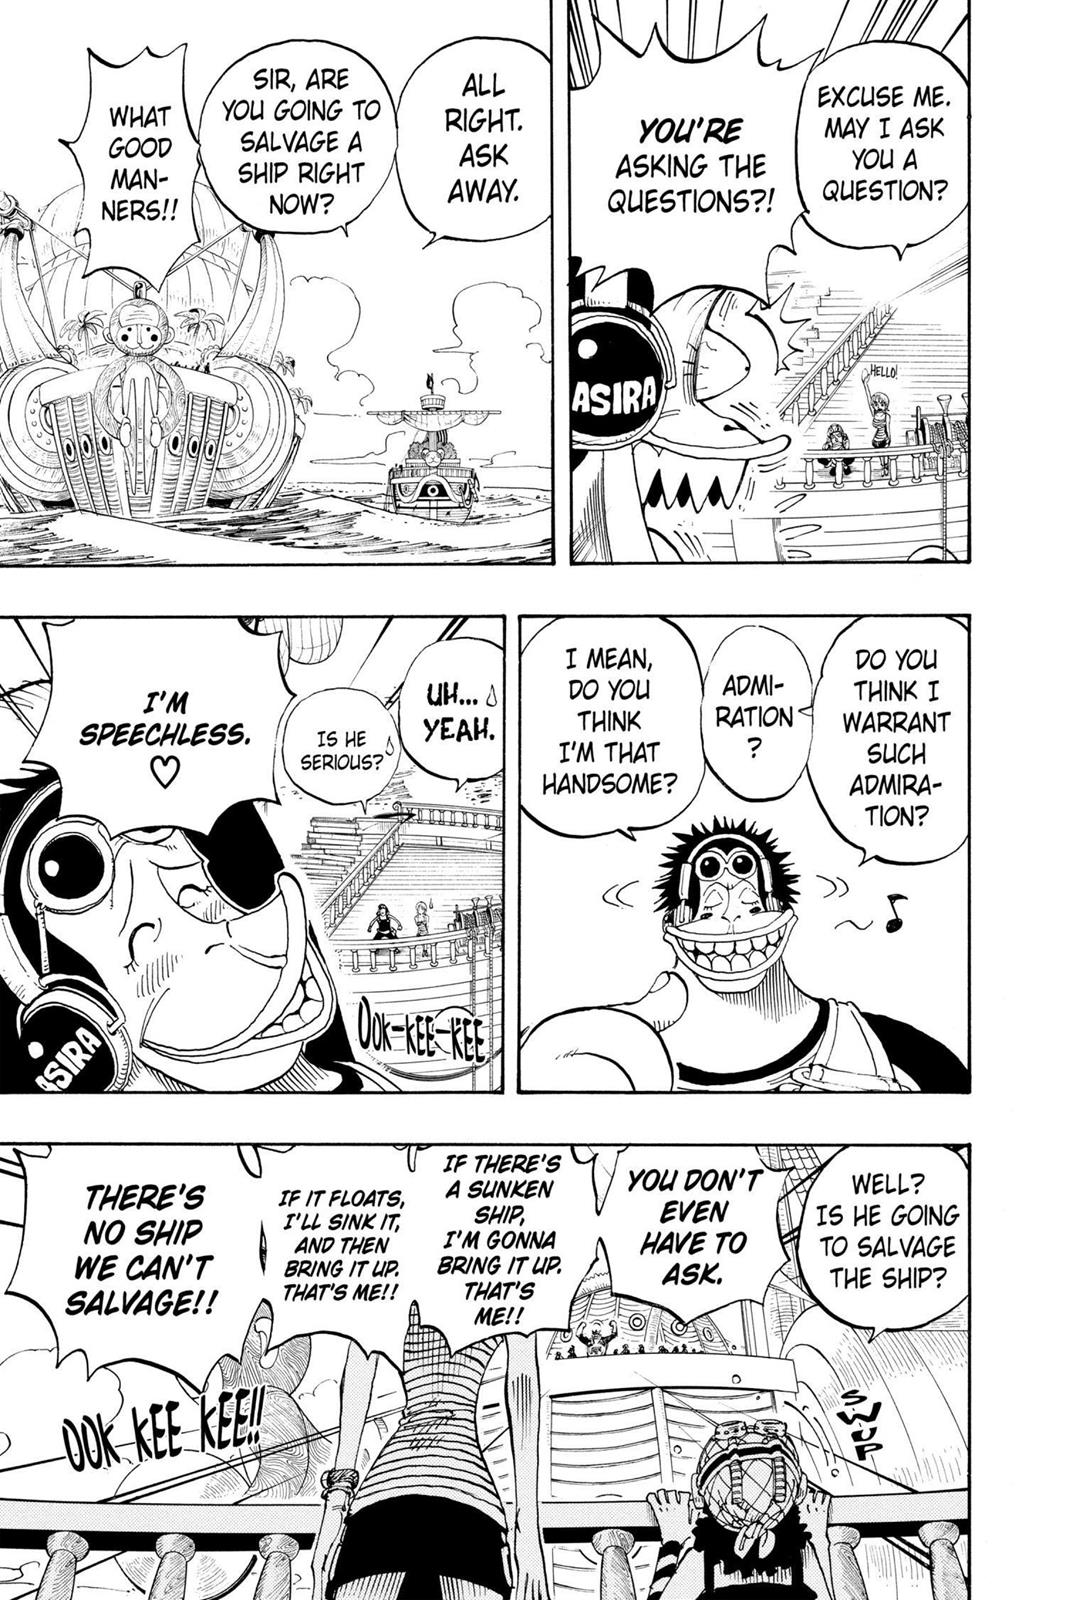 EXCUSE ME.
MAY I ASK
YOU A
QUESTION?
YOU'RE
ASKING THE
QUESTIONS?!
HELLO!
ASIRA
ALL
RIGHT.
ASK
AWAY.
SIR, ARE
YOU GOING TO
SALVAGE A
SHIP RIGHT
NOW?
WHAT
GOOD
MAN-
NERS!!
DO YOU
THINK I
WARRANT
SUCH
ADMIRA-
TION?
ADMI-
RATION
?
I MEAN,
DO YOU
THINK
I'M THAT
HANDSOME?
UH...
YEAH.
IS HE
SERIOUS?
I'M
SPEECHLESS.
♡
OOK-KEE-KEE
ASIRA
WELL?
IS HE GOING
TO SALVAGE
THE SHIP?
YOU DON'T
EVEN
HAVE TO
ASK.
IF THERE'S
A SUNKEN
SHIP,
I'M GONNA
BRING IT UP.
THAT'S
ME!!
IF IT FLOATS,
I'LL SINK IT,
AND THEN
BRING IT UP.
THAT'S ME!!
THERE'S
NO SHIP
WE CAN'T
SALVAGE!!
SWUP
OOK KEE KEE!!